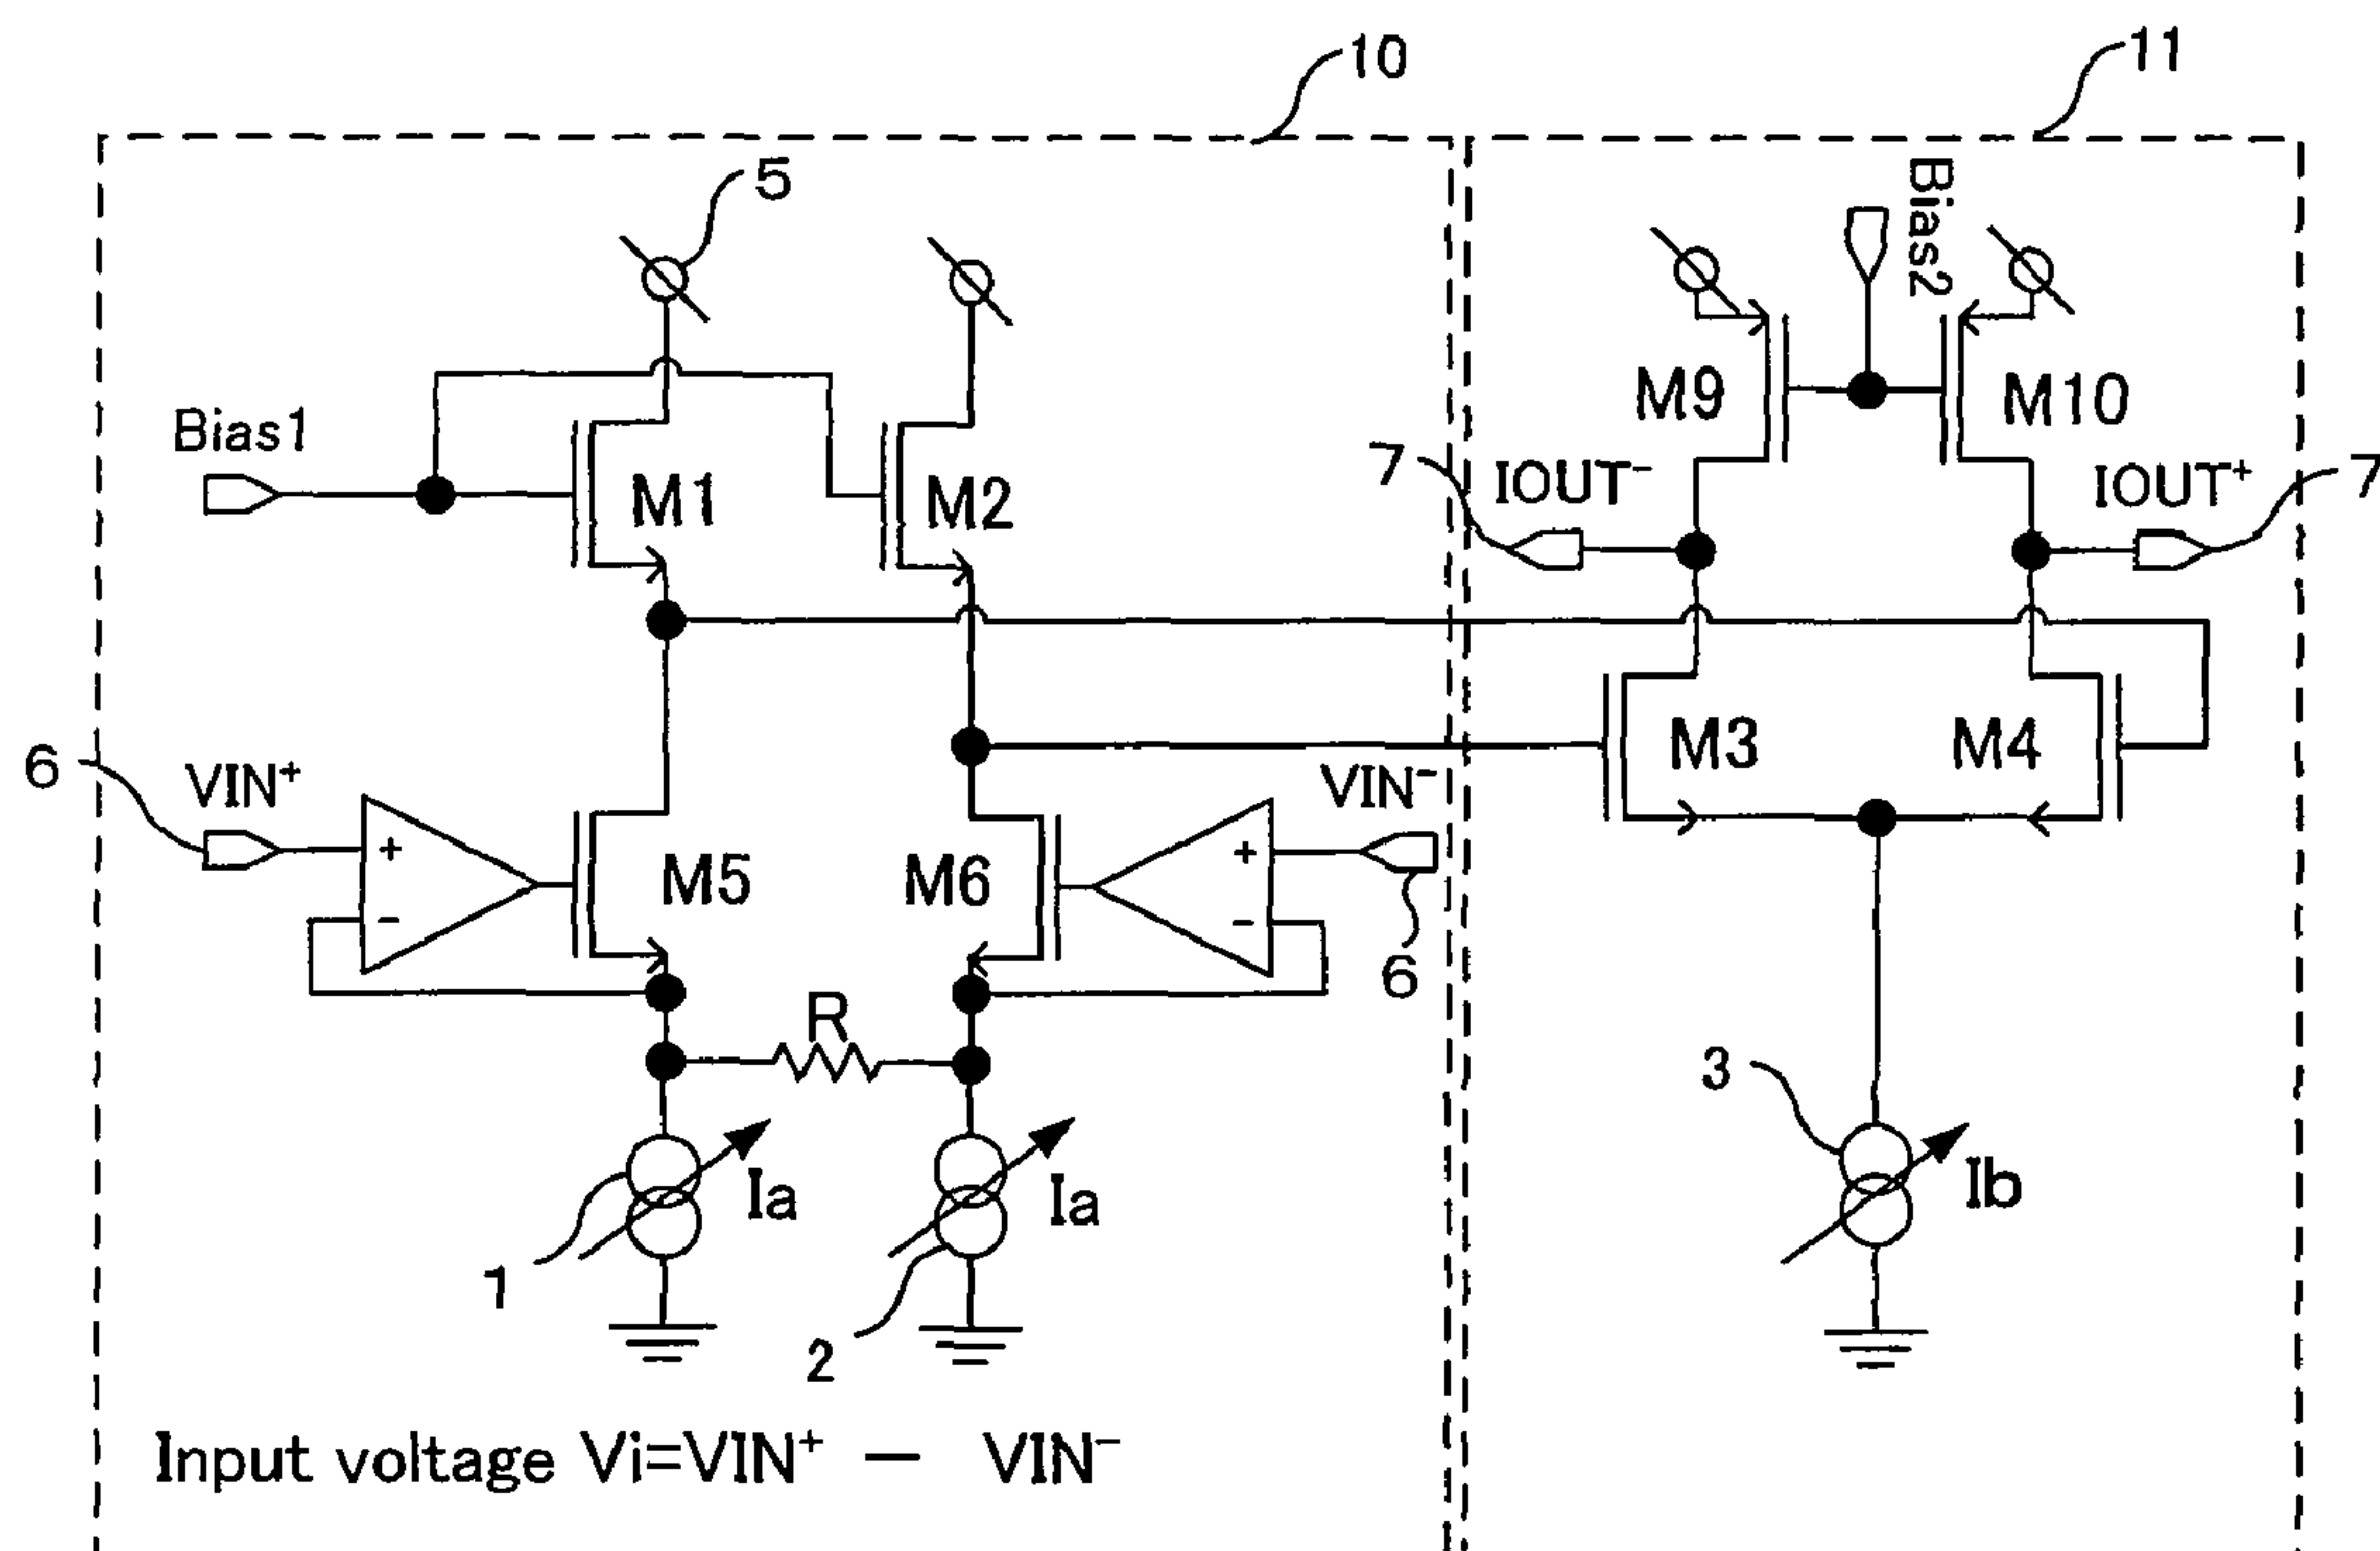 10
11
5
Bias2
Bias1
M1
M2
M9
M10
7
IOUT⁻
IOUT⁺
7
6
VIN⁺
VIN⁻
M3
M4
+
−
M5
M6
+
−
6
R
3
Ia
Ia
Ib
1
2
Input voltage Vi=VIN⁺ − VIN⁻